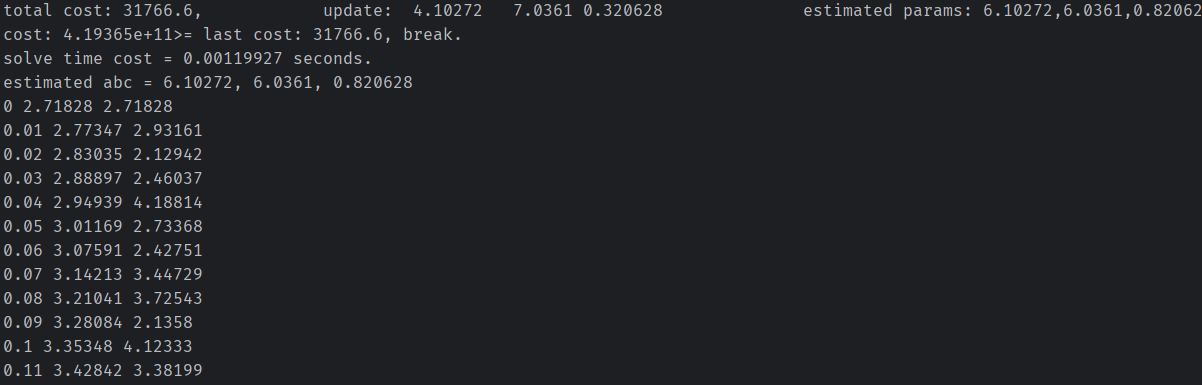 total cost: 31766.6,		update:  4.10272   7.0361 0.320628		estimated params: 6.10272,6.0361,0.82062
cost: 4.19365e+11>= last cost: 31766.6, break.
solve time cost = 0.00119927 seconds.
estimated abc = 6.10272, 6.0361, 0.820628
0 2.71828 2.71828
0.01 2.77347 2.93161
0.02 2.83035 2.12942
0.03 2.88897 2.46037
0.04 2.94939 4.18814
0.05 3.01169 2.73368
0.06 3.07591 2.42751
0.07 3.14213 3.44729
0.08 3.21041 3.72543
0.09 3.28084 2.1358
0.1 3.35348 4.12333
0.11 3.42842 3.38199